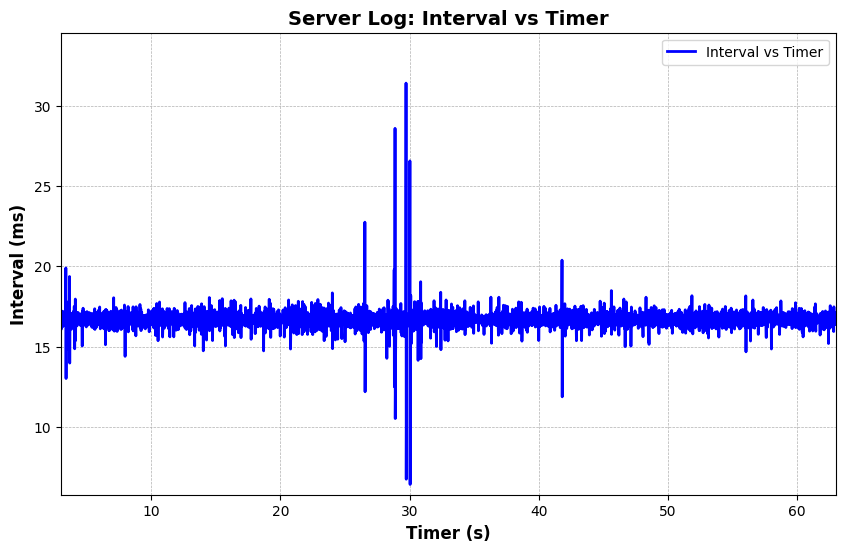 Server Log: Interval vs Timer
Interval vs Timer
30
25
20
15
10
Interval (ms)
10 20 30 40 50 60
Timer (s)